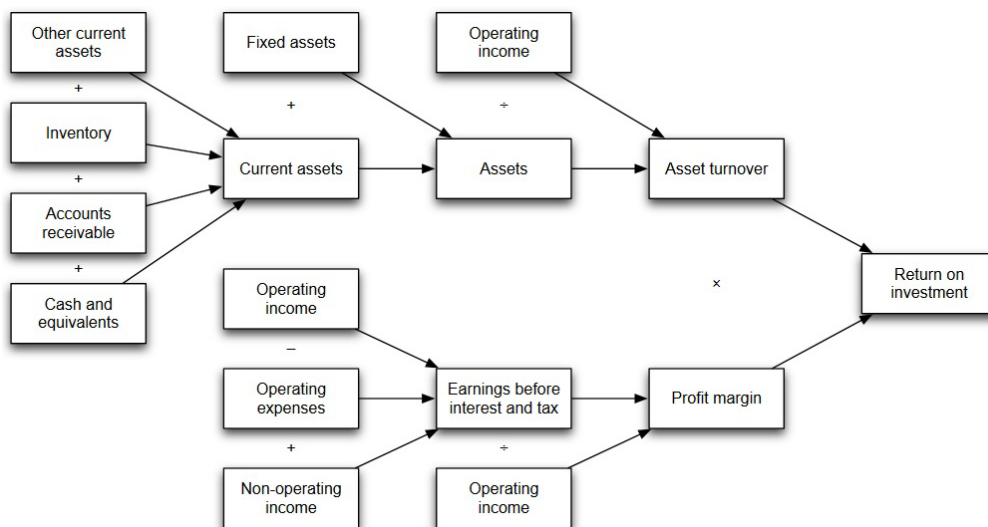 Other current
assets
+
Inventory
+
Accounts
receivable
+
Cash and
equivalents
Fixed assets
+
Current assets
Operating
income
÷
Assets
Asset turnover
×
Return on
investment
Operating
income
–
Operating
expenses
+
Non-operating
income
Earnings before
interest and tax
÷
Operating
income
Profit margin